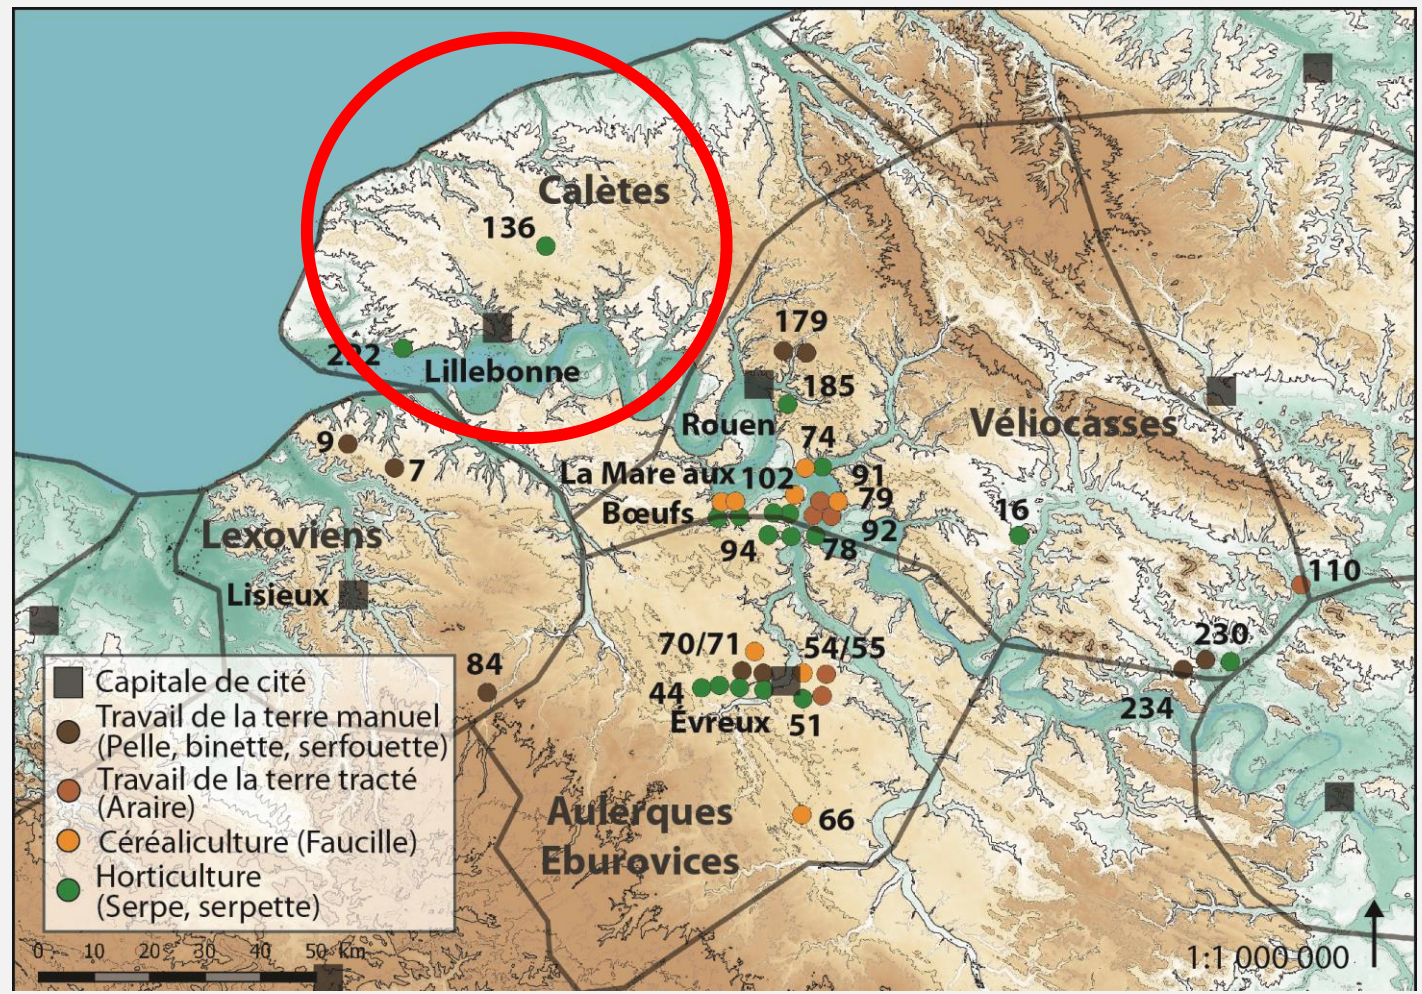 Calètes
136
222
Lillebonne
179
185
Rouen
Véliocasses
74
La Mare aux
102
91
79
Bœufs
92
16
94
78
9
7
Lexoviens
Lisieux
110
70/71
54/55
230
84
44
Évreux
51
234
Aulerques
Eburovices
66
Capitale de cité
Travail de la terre manuel
(Pelle, binette, serfouette)
Travail de la terre tracté
(Araire)
Céréaliculture (Faucille)
Horticulture
(Serpe, serpette)
0 10 20 30 40 50 Km
1:1 000 000